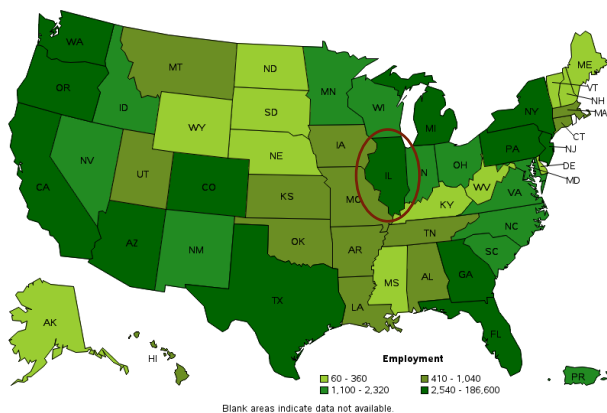 WA
MT
ND
MN
ME
VT
NH
MA
CT
OR
ID
SD
WI
NY
MI
WY
IA
PA
NJ
NE
OH
DE
MD
NV
UT
CO
IL
IN
WV
VA
CA
KS
MO
KY
NC
TN
AZ
NM
OK
AR
SC
MS
AL
GA
TX
LA
FL
AK
HI
PR
Employment
60 - 360
410 - 1,040
1,100 - 2,320
2,540 - 186,600
Blank areas indicate data not available.